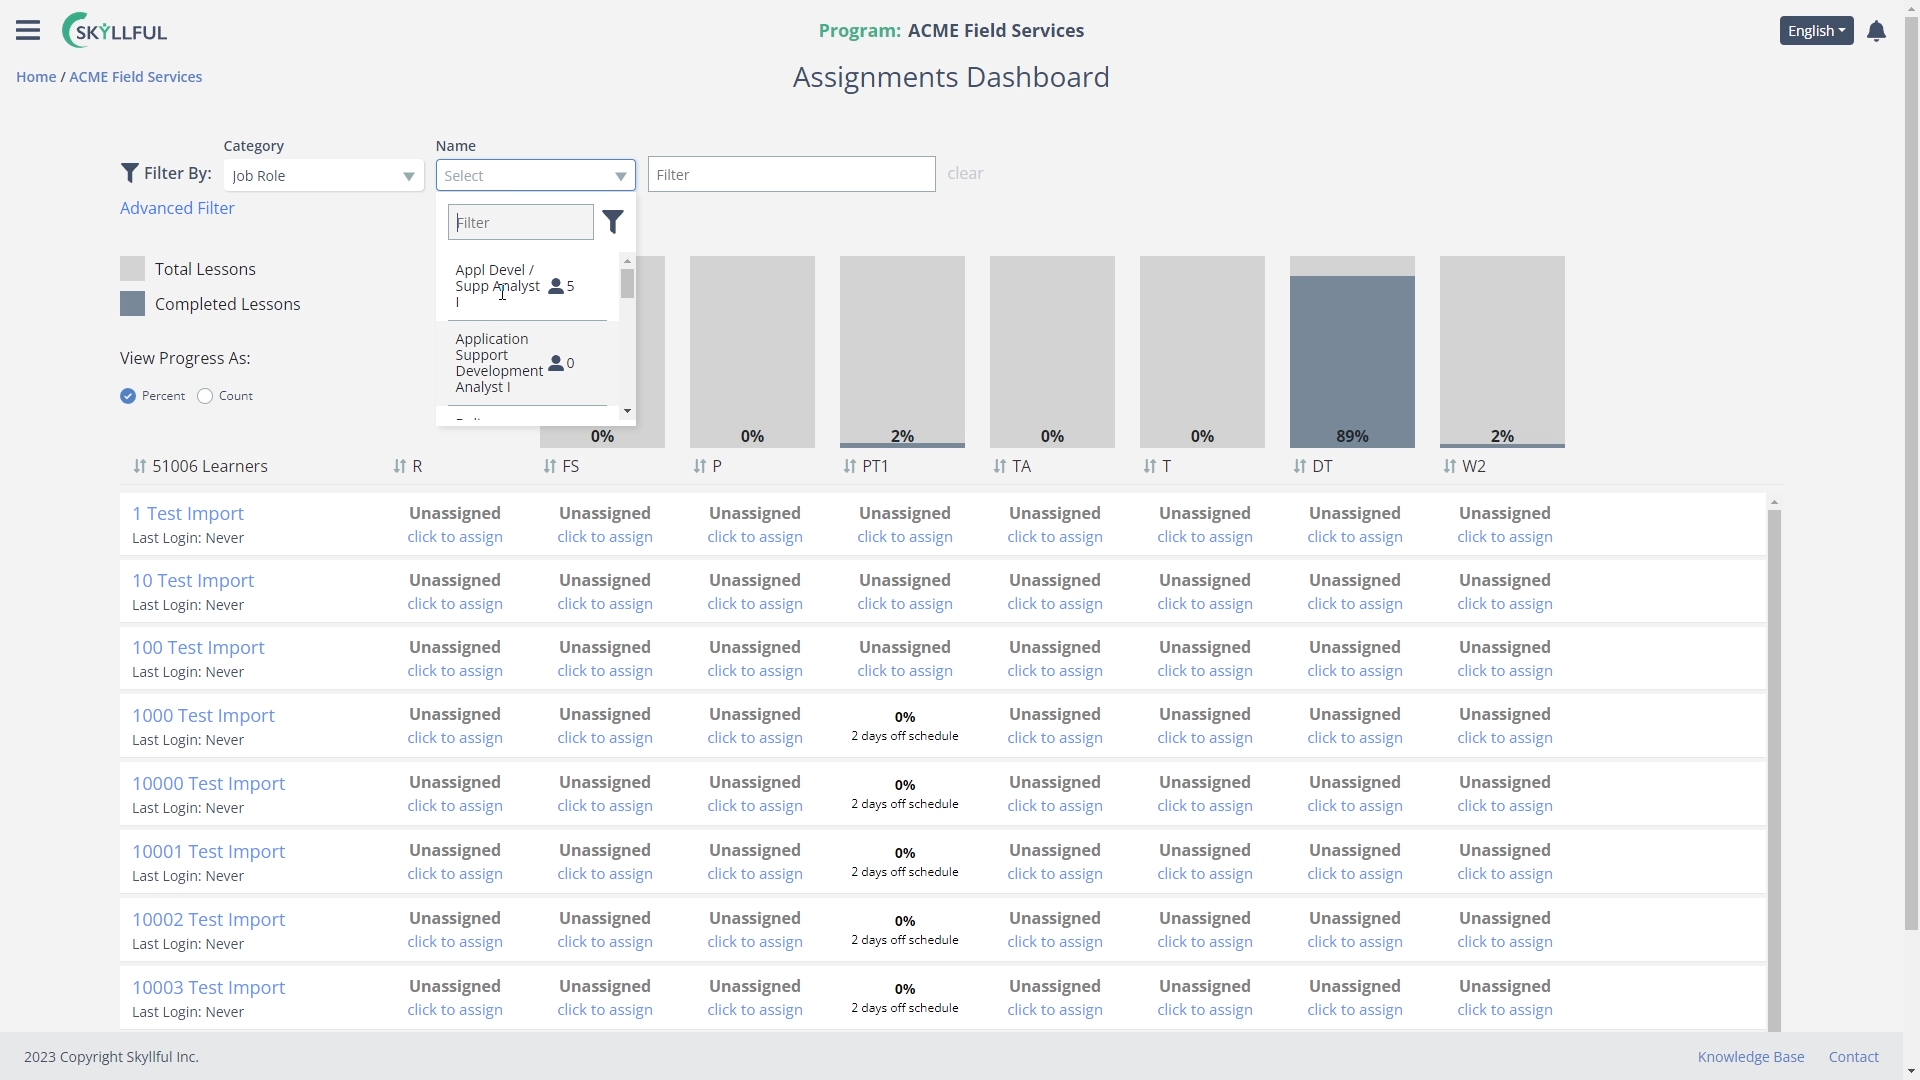 SKYLLFUL
Program: ACME Field Services
English
Home / ACME Field Services
Assignments Dashboard
Category
Name
Filter By:
Job Role
Select
Filter
clear
Advanced Filter
Filter
Appl Devel /
Supp Analyst
I
5
Application
Support
Development
Analyst I
0
Total Lessons
Completed Lessons
View Progress As:
Percent
Count
0% 0% 2% 0% 0% 89% 2%
51006 Learners R FS P PT1 TA T DT W2
1 Test Import Unassigned Unassigned Unassigned Unassigned Unassigned Unassigned Unassigned Unassigned
Last Login: Never click to assign click to assign click to assign click to assign click to assign click to assign click to assign click to assign
10 Test Import Unassigned Unassigned Unassigned Unassigned Unassigned Unassigned Unassigned Unassigned
Last Login: Never click to assign click to assign click to assign click to assign click to assign click to assign click to assign click to assign
100 Test Import Unassigned Unassigned Unassigned Unassigned Unassigned Unassigned Unassigned Unassigned
Last Login: Never click to assign click to assign click to assign click to assign click to assign click to assign click to assign click to assign
1000 Test Import Unassigned Unassigned Unassigned 0% Unassigned Unassigned Unassigned Unassigned
Last Login: Never click to assign click to assign click to assign 2 days off schedule click to assign click to assign click to assign click to assign
10000 Test Import Unassigned Unassigned Unassigned 0% Unassigned Unassigned Unassigned Unassigned
Last Login: Never click to assign click to assign click to assign 2 days off schedule click to assign click to assign click to assign click to assign
10001 Test Import Unassigned Unassigned Unassigned 0% Unassigned Unassigned Unassigned Unassigned
Last Login: Never click to assign click to assign click to assign 2 days off schedule click to assign click to assign click to assign click to assign
10002 Test Import Unassigned Unassigned Unassigned 0% Unassigned Unassigned Unassigned Unassigned
Last Login: Never click to assign click to assign click to assign 2 days off schedule click to assign click to assign click to assign click to assign
10003 Test Import Unassigned Unassigned Unassigned 0% Unassigned Unassigned Unassigned Unassigned
Last Login: Never click to assign click to assign click to assign 2 days off schedule click to assign click to assign click to assign click to assign
2023 Copyright Skyllful Inc.
Knowledge Base Contact